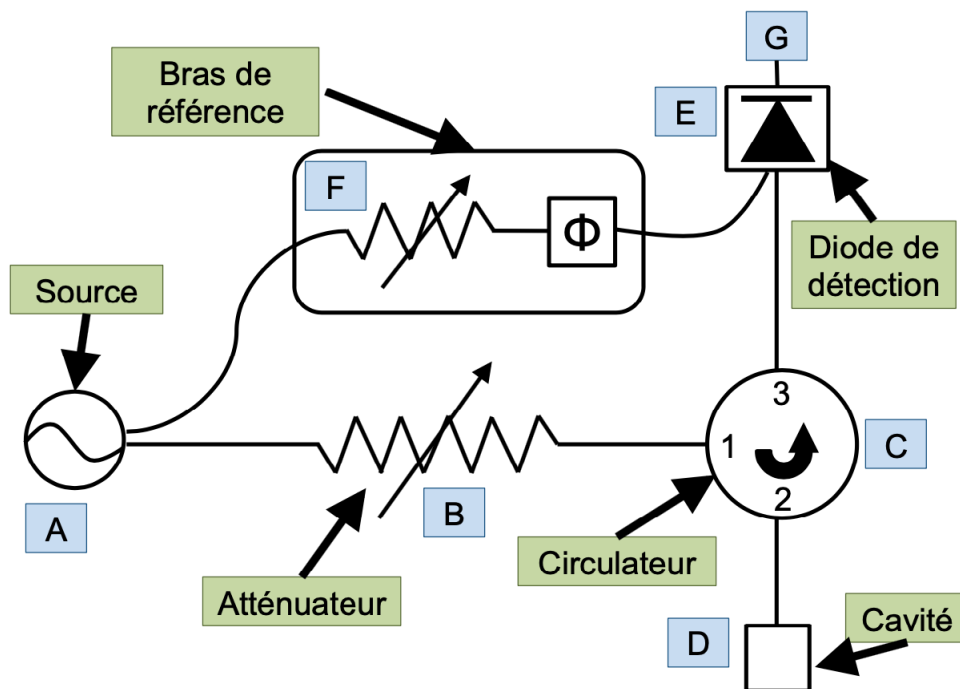 G
Bras de
référence
E
F
Φ
Diode de
détection
Source
3
1
C
2
A
B
Circulateur
Atténuateur
Cavité
D